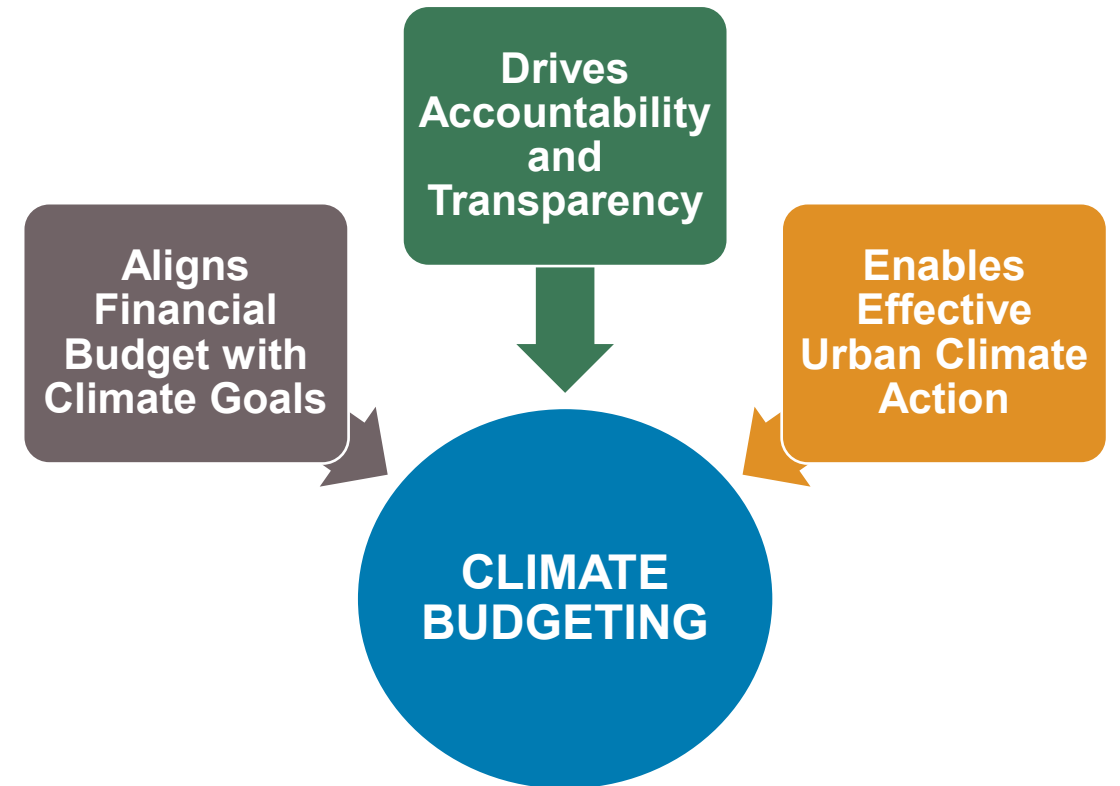 Drives
Accountability
and
Transparency
Aligns
Financial
Budget with
Climate Goals
Enables
Effective
Urban Climate
Action
CLIMATE
BUDGETING